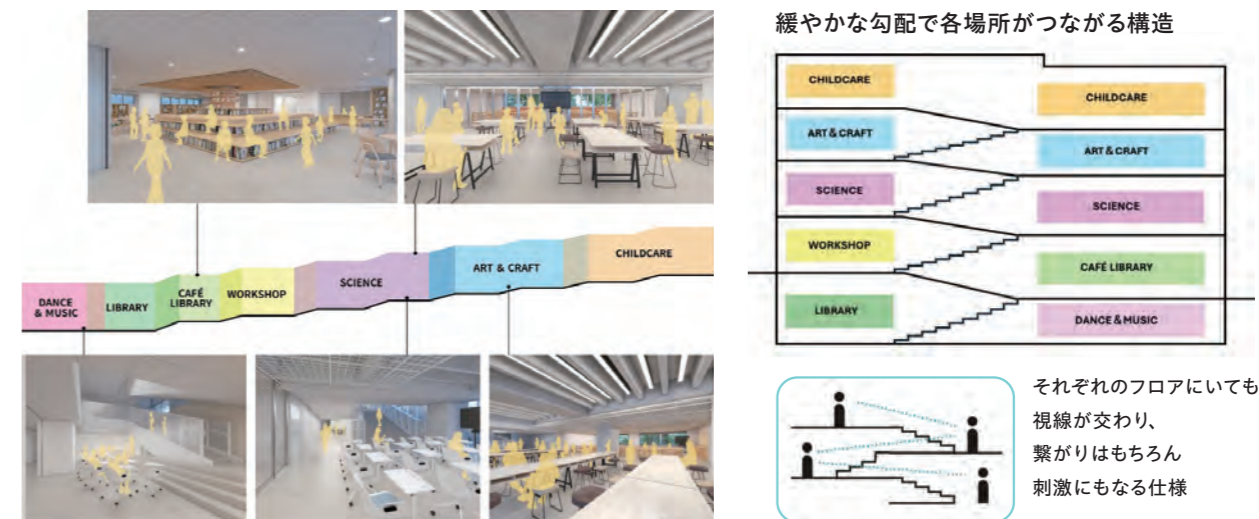 DANCE
& MUSIC
LIBRARY
CAFÉ
LIBRARY
WORKSHOP
SCIENCE
ART & CRAFT
CHILDCARE
緩やかな勾配で各場所がつながる構造
CHILDCARE
CHILDCARE
ART & CRAFT
ART & CRAFT
SCIENCE
SCIENCE
WORKSHOP
CAFÉ LIBRARY
LIBRARY
DANCE & MUSIC
それぞれのフロアにいても
視線が交わり、
繋がりはもちろん
刺激にもなる仕様